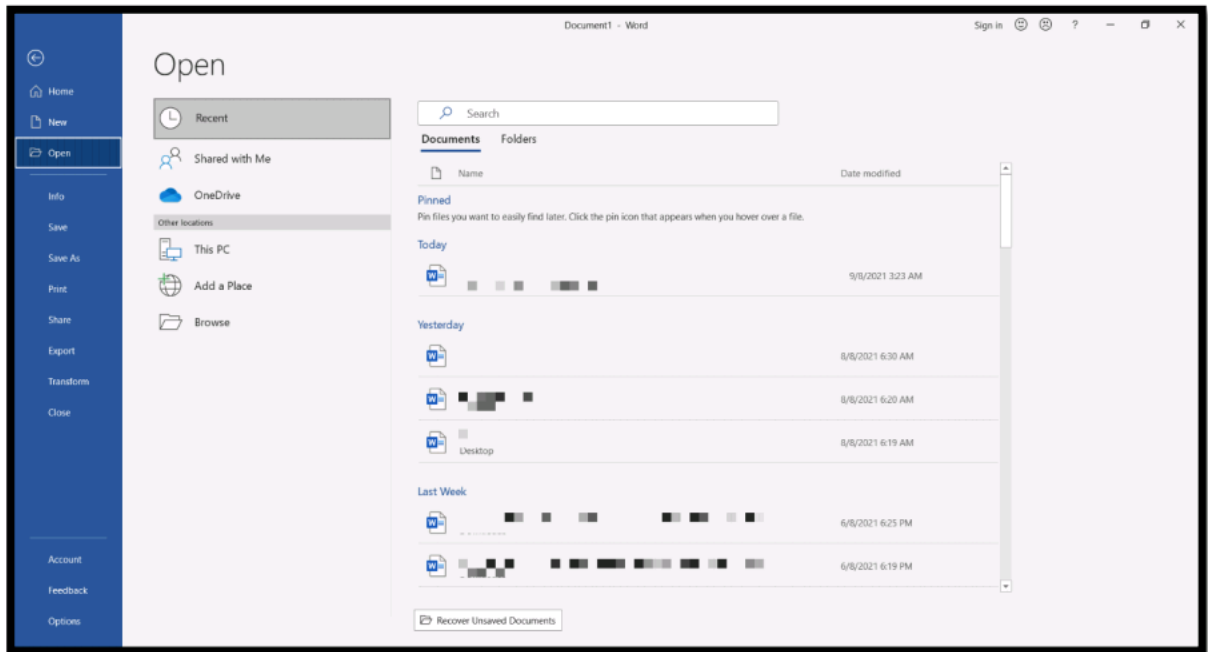 Document1 - Word
Sign in
?
Home
New
Open
Info
Save
Save As
Print
Share
Export
Transform
Close
Account
Feedback
Options
Open
Recent
Shared with Me
OneDrive
Other locations
This PC
Add a Place
Browse
Search
Documents Folders
Name Date modified
Pinned
Pin files you want to easily find later. Click the pin icon that appears when you hover over a file.
Today
9/8/2021 3:23 AM
Yesterday
8/8/2021 6:30 AM
8/8/2021 6:20 AM
8/8/2021 6:19 AM
Desktop
Last Week
6/8/2021 6:25 PM
6/8/2021 6:19 PM
Recover Unsaved Documents